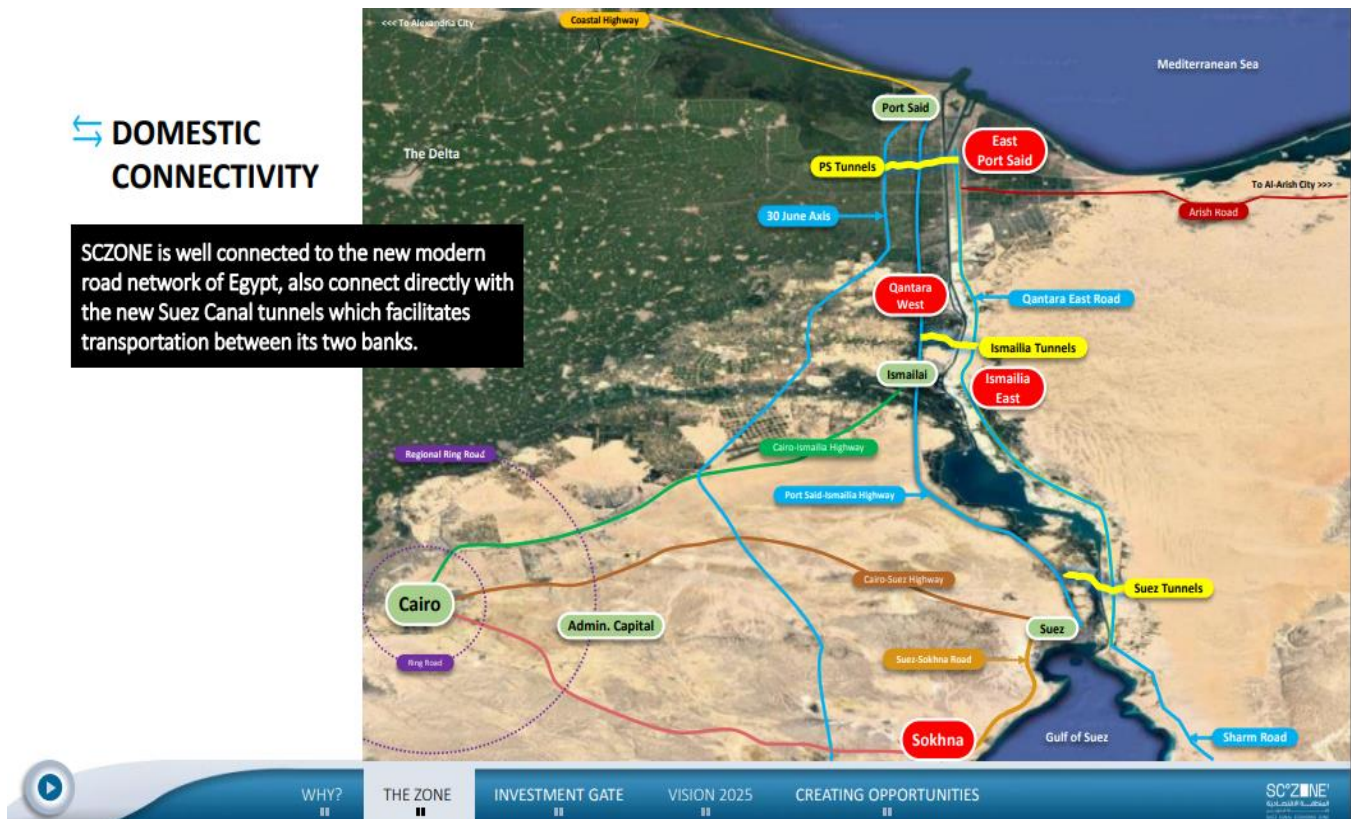 DOMESTIC
CONNECTIVITY
SCZONE is well connected to the new modern
road network of Egypt, also connect directly with
the new Suez Canal tunnels which facilitates
transportation between its two banks.
<<< To Alexandria City
Coastal Highway
Mediterranean Sea
Port Said
East
Port Said
The Delta
PS Tunnels
To Al-Arish City >>>
Arish Road
30 June Axis
Qantara
West
Qantara East Road
Ismailia Tunnels
Ismailai
Ismailia
East
Cairo-Ismailia Highway
Regional Ring Road
Port Said-Ismailia Highway
Cairo-Suez Highway
Suez Tunnels
Cairo
Admin. Capital
Suez
Ring Road
Suez-Sokhna Road
Sokhna
Gulf of Suez
Sharm Road
WHY?
THE ZONE
INVESTMENT GATE
VISION 2025
CREATING OPPORTUNITIES
SC°ZONE